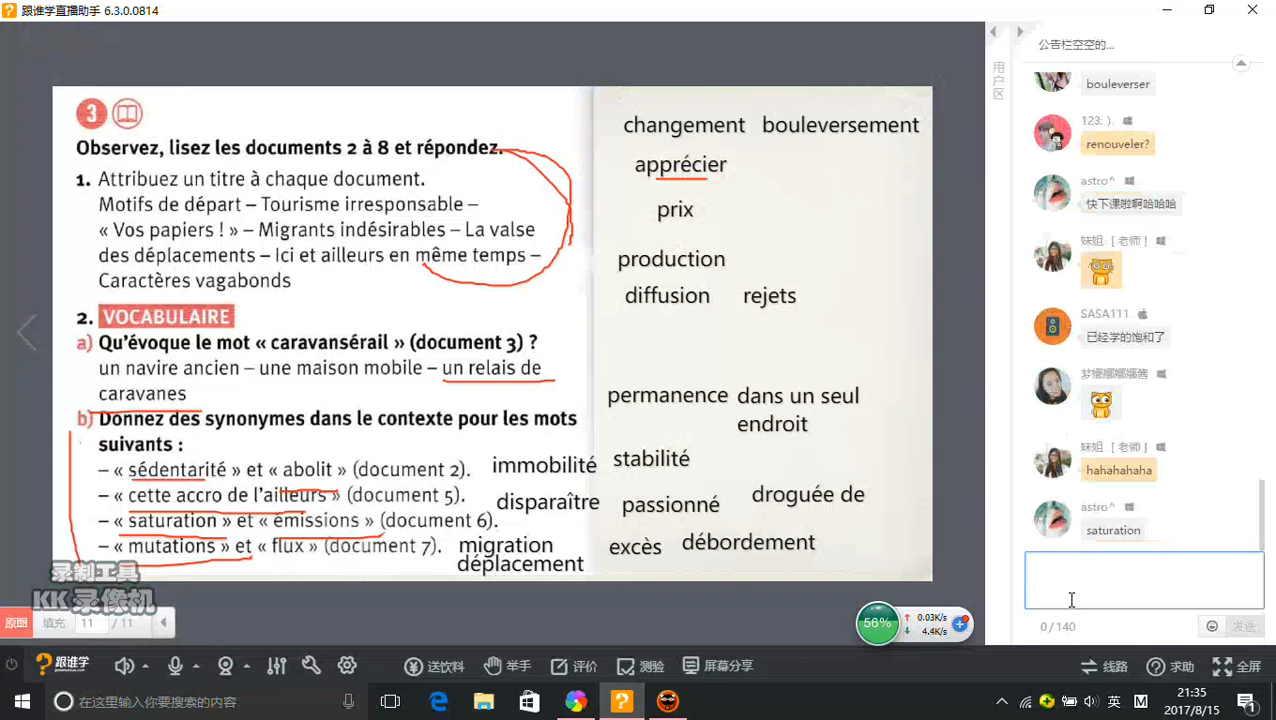 跟谁学直播助手 6.3.0.0814
3
Observez, lisez les documents 2 à 8 et répondez.
1. Attribuez un titre à chaque document.
Motifs de départ – Tourisme irresponsable –
« Vos papiers ! » – Migrants indésirables – La valse
des déplacements – Ici et ailleurs en même temps –
Caractères vagabonds
2. VOCABULAIRE
a) Qu'évoque le mot « caravansérail » (document 3) ?
un navire ancien – une maison mobile – un relais de
caravanes
b) Donnez des synonymes dans le contexte pour les mots
suivants :
– « sédentarité » et « abolit » (document 2).
– « cette accro de l'ailleurs » (document 5).
– « saturation » et « émissions » (document 6).
– « mutations » et « flux » (document 7).
immobilité
disparaître
migration
déplacement
changement bouleversement
apprécier
prix
production
diffusion rejets
permanence dans un seul
endroit
stabilité
passionné droguée de
excès débordement
录制工具
KK录像机
原图 填充 11 / 11
56%
0.03K/s
4.4K/s
用户区
公告栏空空的...
bouleverser
123: ).
renouveler?
astro^
快下课啦啊哈哈哈
妹姐 [ 老师 ]
SASA111
已经学的饱和了
梦娜娜娜娜酱
妹姐 [ 老师 ]
hahahahaha
astro^
saturation
0 / 140
发送
跟谁学
送饮料 举手 评价 测验 屏幕分享
线路 求助 全屏
在这里输入你要搜索的内容
英 M
21:35
2017/8/15
1